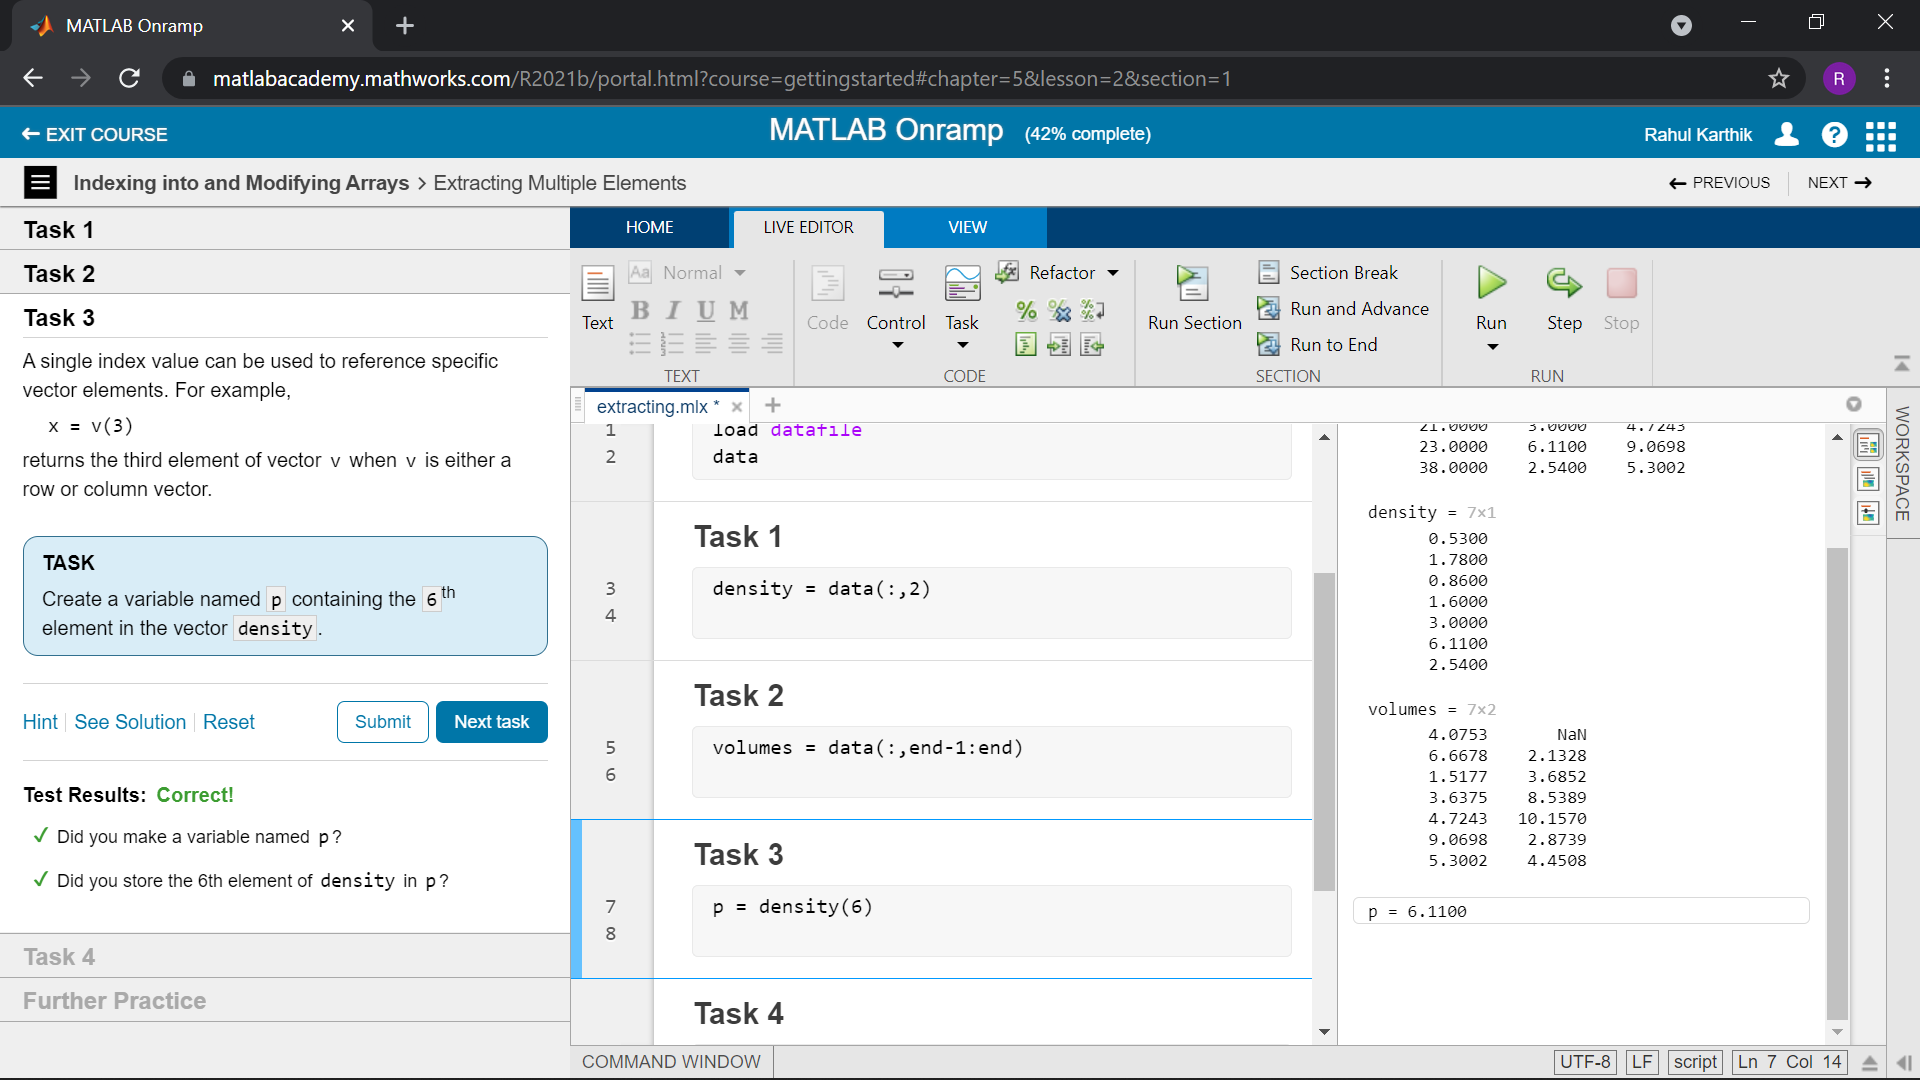 MATLAB Onramp
matlabacademy.mathworks.com/R2021b/portal.html?course=gettingstarted#chapter=5&lesson=2&section=1
R
EXIT COURSE
MATLAB Onramp (42% complete)
Rahul Karthik
?
Indexing into and Modifying Arrays > Extracting Multiple Elements
PREVIOUS
NEXT
Task 1
Task 2
Task 3
A single index value can be used to reference specific
vector elements. For example,
x = v(3)
returns the third element of vector v when v is either a
row or column vector.
TASK
Create a variable named p containing the 6th
element in the vector density.
Hint
See Solution
Reset
Submit
Next task
Test Results: Correct!
✓ Did you make a variable named p?
✓ Did you store the 6th element of density in p?
Task 4
Further Practice
HOME
LIVE EDITOR
VIEW
Text
Aa Normal
B I U M
TEXT
Code
Control
Task
Refactor
CODE
Run Section
Section Break
Run and Advance
Run to End
SECTION
Run
Step
Stop
RUN
extracting.mlx *
1 load datafile
2 data
Task 1
3 density = data(:,2)
4
Task 2
5 volumes = data(:,end-1:end)
6
Task 3
7 p = density(6)
8
Task 4
21.0000 3.0000 4.7243
23.0000 6.1100 9.0698
38.0000 2.5400 5.3002
density = 7×1
0.5300
1.7800
0.8600
1.6000
3.0000
6.1100
2.5400
volumes = 7×2
4.0753 NaN
6.6678 2.1328
1.5177 3.6852
3.6375 8.5389
4.7243 10.1570
9.0698 2.8739
5.3002 4.4508
p = 6.1100
WORKSPACE
COMMAND WINDOW
UTF-8
LF
script
Ln 7 Col 14